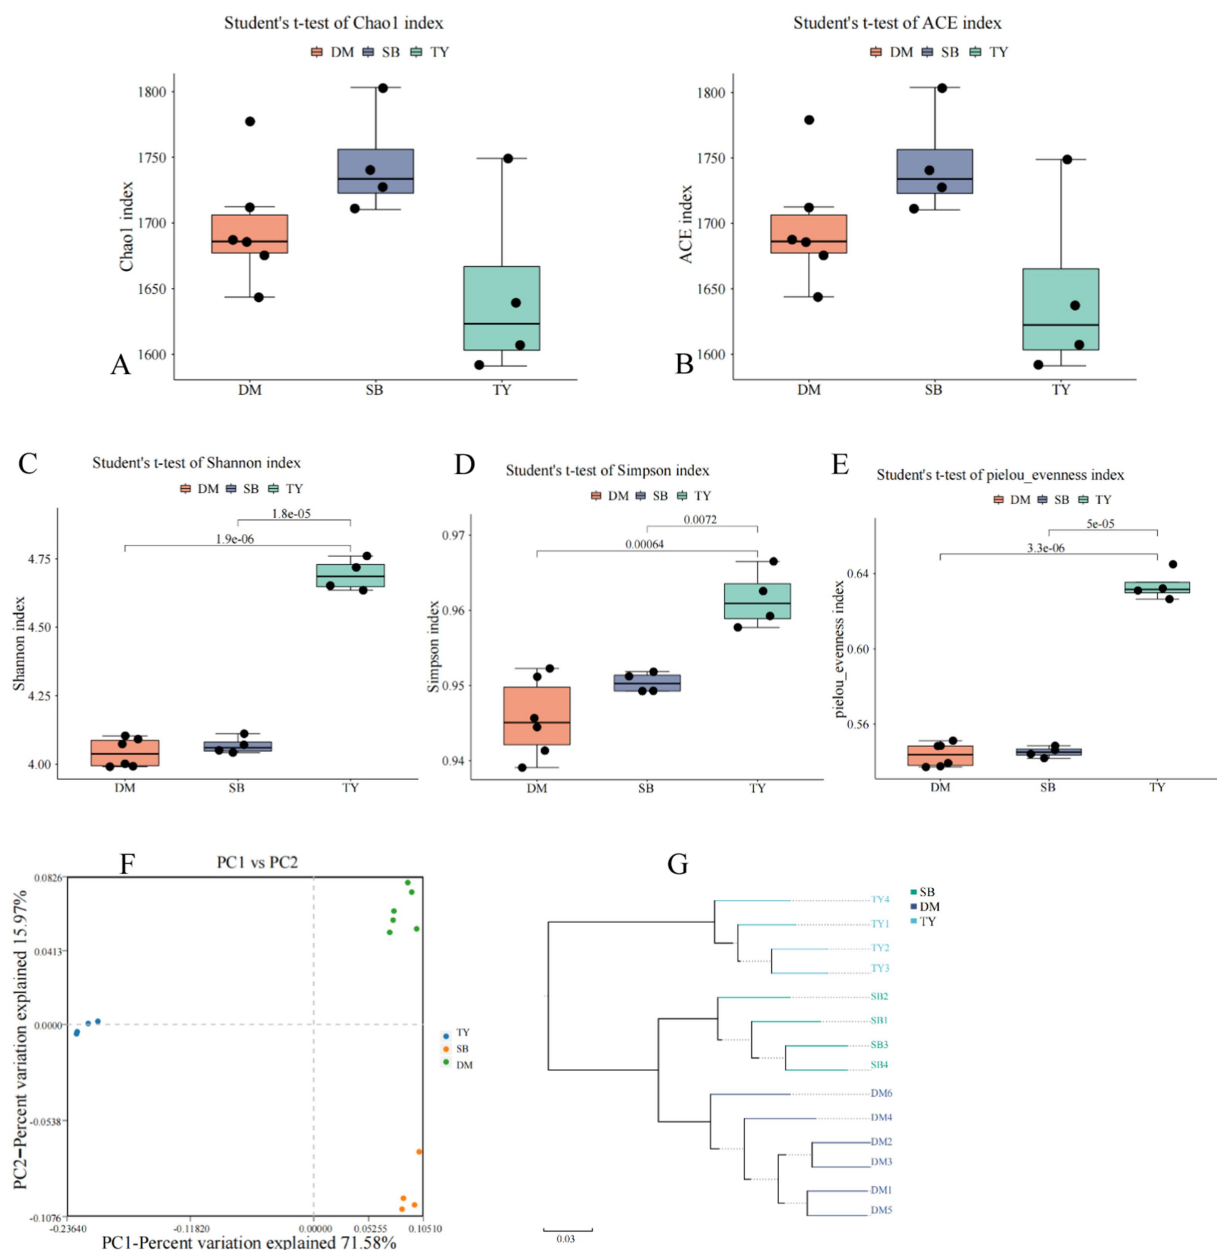 Student's t-test of Chao1 index
DM SB TY
Chao1 index
1800
1750
1700
1650
1600
A
DM SB TY
Student's t-test of ACE index
DM SB TY
ACE index
1800
1750
1700
1650
1600
B
DM SB TY
C
Student's t-test of Shannon index
DM SB TY
1.8e-05
1.9e-06
Shannon index
4.75
4.50
4.25
4.00
DM SB TY
D
Student's t-test of Simpson index
DM SB TY
0.0072
0.00064
Simpson index
0.97
0.96
0.95
0.94
DM SB TY
E
Student's t-test of pielou_evenness index
DM SB TY
5e-05
3.3e-06
pielou_evenness index
0.64
0.60
0.56
DM SB TY
F
PC1 vs PC2
PC2-Percent variation explained 15.97%
0.0826
0.0413
0.0000
-0.0538
-0.1076
-0.23640 -0.11820 0.00000 0.05255 0.10510
PC1-Percent variation explained 71.58%
TY
SB
DM
G
SB
DM
TY
TY4
TY1
TY2
TY3
SB2
SB1
SB3
SB4
DM6
DM4
DM2
DM3
DM1
DM5
0.03